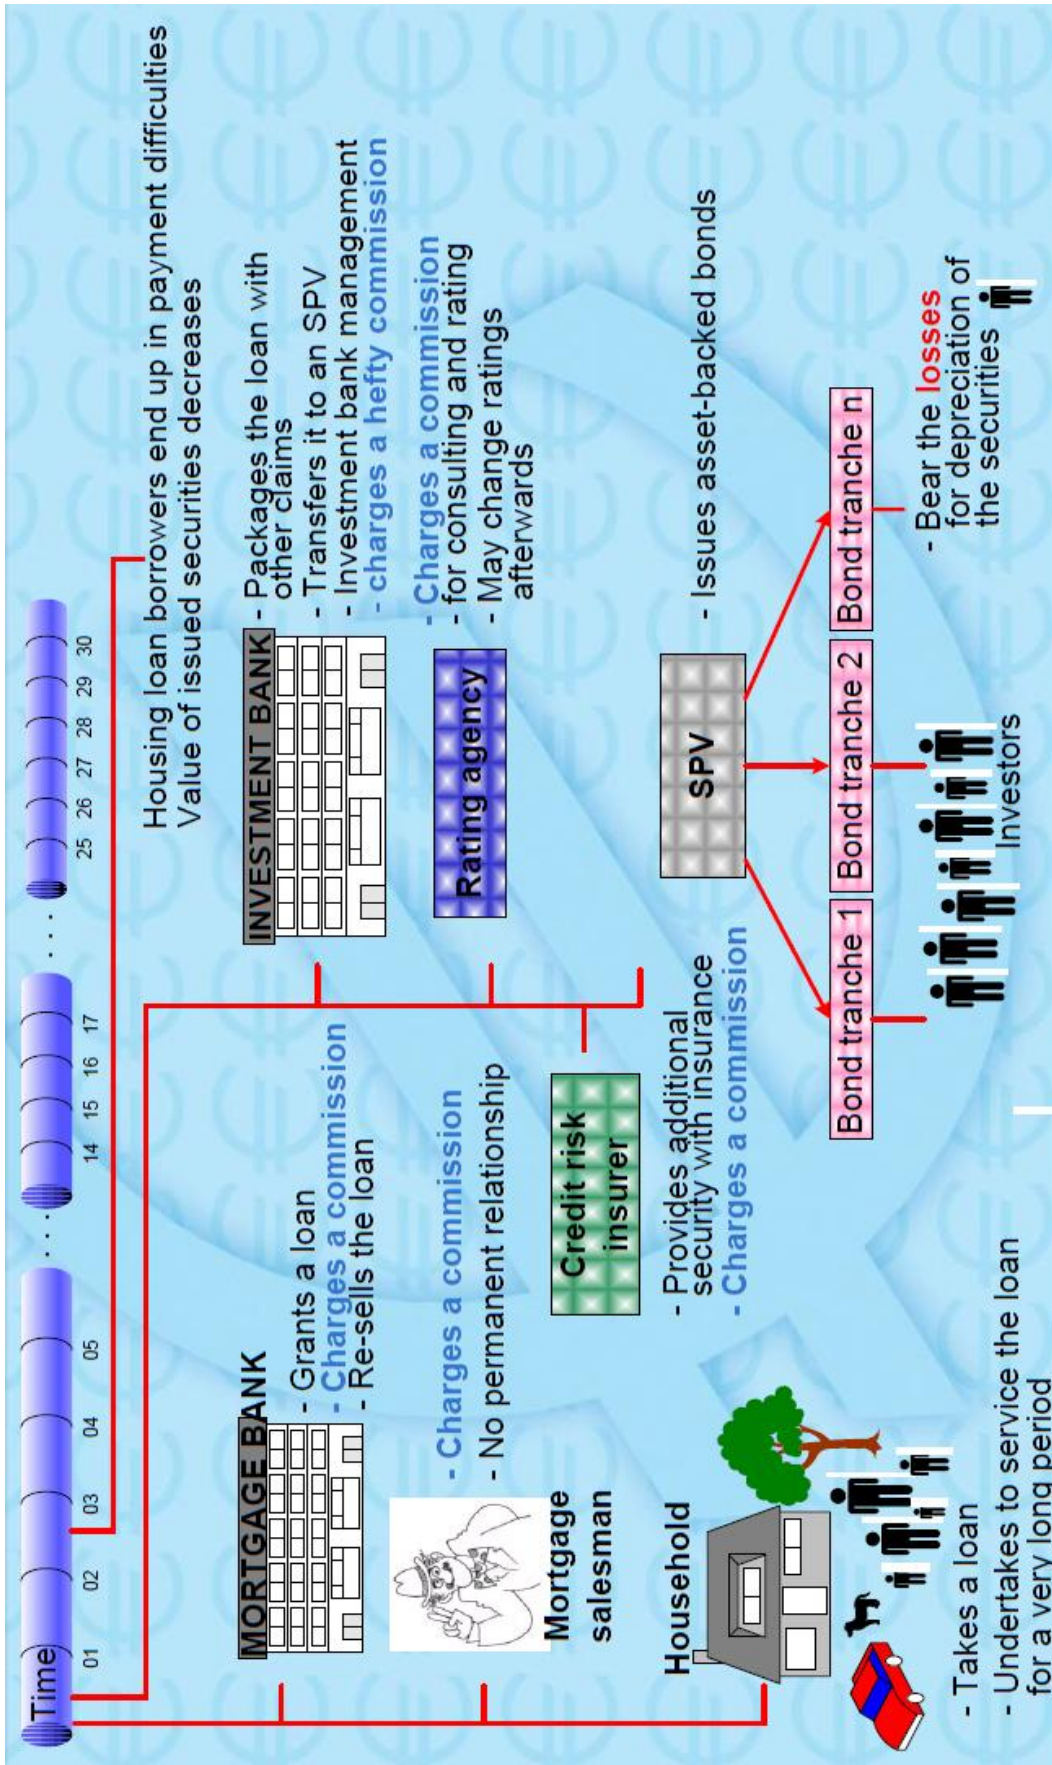 Time
01
02
03
04
05
14
15
16
17
25
26
27
28
29
30
Housing loan borrowers end up in payment difficulties
Value of issued securities decreases
MORTGAGE BANK
- Grants a loan
- Charges a commission
- Re-sells the loan
- Charges a commission
- No permanent relationship
Mortgage
salesman
Household
- Takes a loan
- Undertakes to service the loan
for a very long period
INVESTMENT BANK
- Packages the loan with
other claims
- Transfers it to an SPV
- Investment bank management
- charges a hefty commission
Rating agency
- Charges a commission
- for consulting and rating
- May change ratings
afterwards
Credit risk
insurer
- Provides additional
security with insurance
- Charges a commission
SPV
- Issues asset-backed bonds
Bond tranche 1
Bond tranche 2
Bond tranche n
Investors
- Bear the losses
for depreciation of
the securities